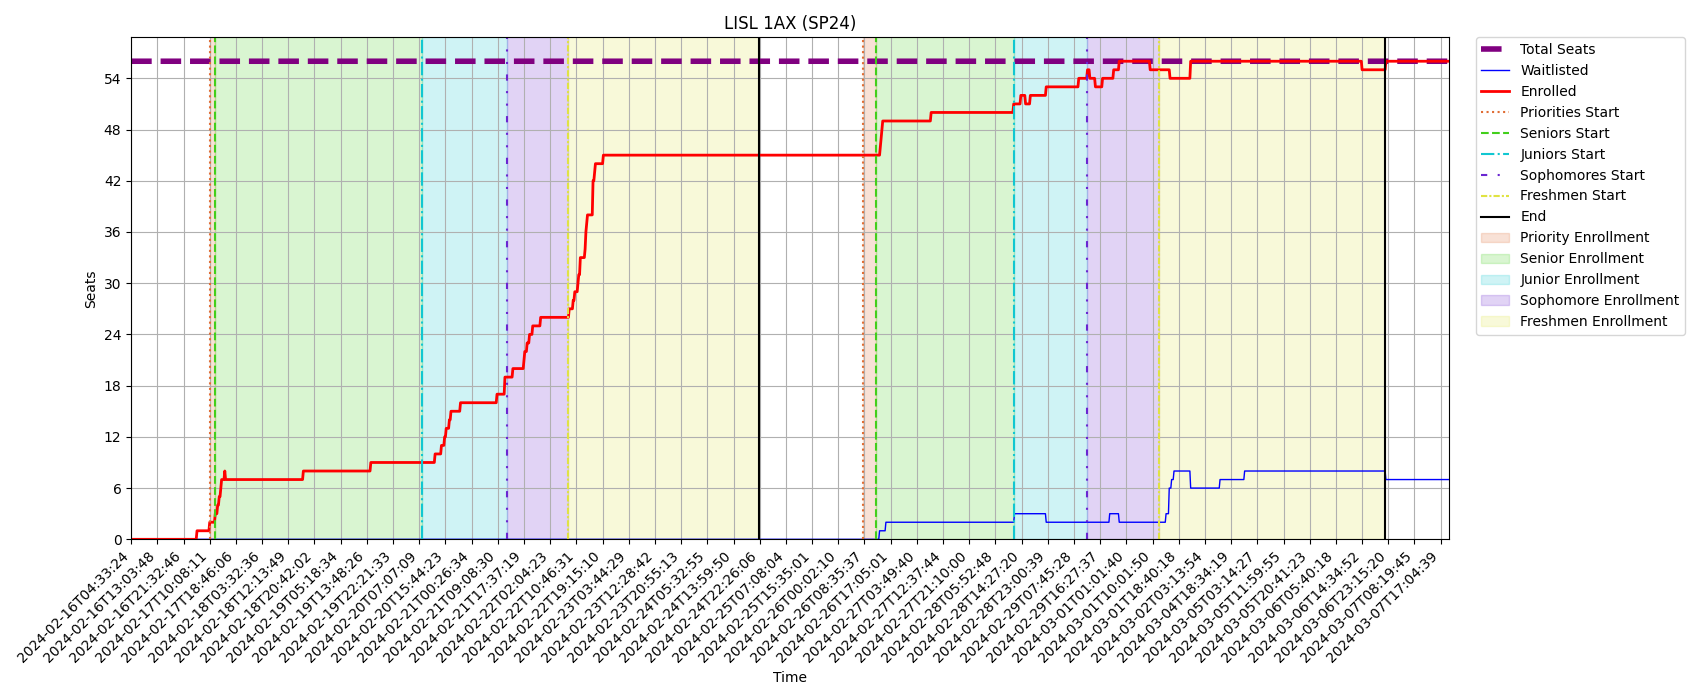 LISL 1AX (SP24)
Total Seats
Waitlisted
Enrolled
Priorities Start
Seniors Start
Juniors Start
Sophomores Start
Freshmen Start
End
Priority Enrollment
Senior Enrollment
Junior Enrollment
Sophomore Enrollment
Freshmen Enrollment
Seats
54
48
42
36
30
24
18
12
6
0
2024-02-16T04:33:24
2024-02-16T13:03:48
2024-02-16T21:32:46
2024-02-17T10:08:11
2024-02-17T18:46:06
2024-02-18T03:32:36
2024-02-18T12:13:49
2024-02-18T20:42:02
2024-02-19T05:18:34
2024-02-19T13:48:26
2024-02-19T22:21:33
2024-02-20T07:07:09
2024-02-20T15:44:23
2024-02-21T00:26:34
2024-02-21T09:08:30
2024-02-21T17:37:19
2024-02-22T02:04:23
2024-02-22T10:46:31
2024-02-22T19:15:10
2024-02-23T03:44:29
2024-02-23T12:28:42
2024-02-23T20:55:13
2024-02-24T05:32:55
2024-02-24T13:59:50
2024-02-24T22:26:06
2024-02-25T07:08:04
2024-02-25T15:35:01
2024-02-26T00:02:10
2024-02-26T08:35:37
2024-02-26T17:05:01
2024-02-27T03:49:40
2024-02-27T12:37:44
2024-02-27T21:10:00
2024-02-28T05:52:48
2024-02-28T14:27:20
2024-02-28T23:00:39
2024-02-29T07:45:28
2024-02-29T16:27:37
2024-03-01T01:01:40
2024-03-01T10:01:50
2024-03-01T18:40:18
2024-03-02T03:13:54
2024-03-04T18:34:19
2024-03-05T03:14:27
2024-03-05T11:59:55
2024-03-05T20:41:23
2024-03-06T05:40:18
2024-03-06T14:34:52
2024-03-06T23:15:20
2024-03-07T08:19:45
2024-03-07T17:04:39
Time